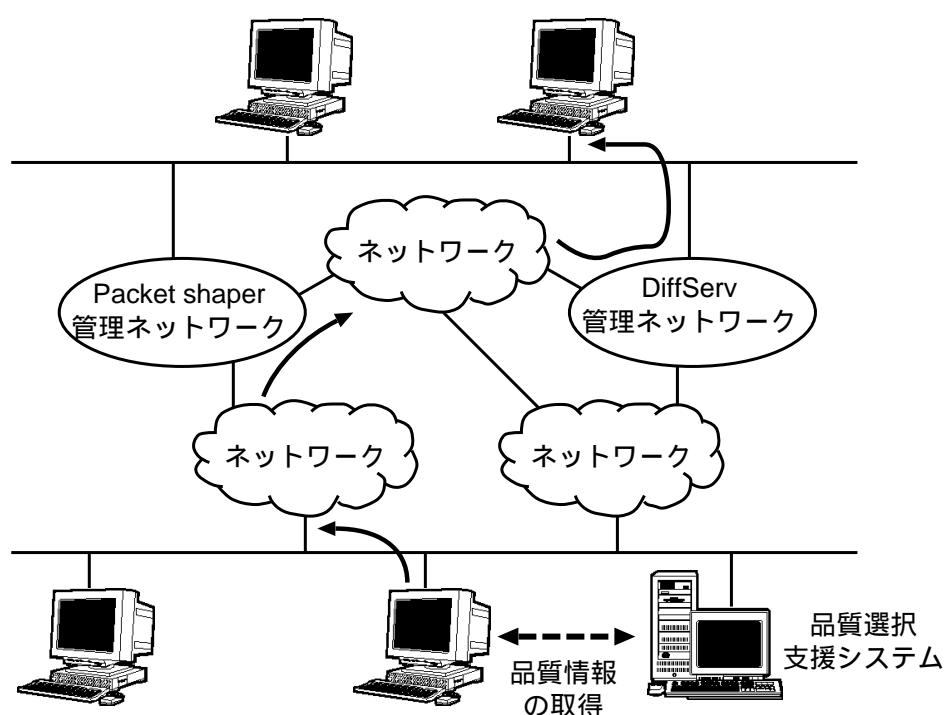 ネットワーク
Packet shaper
管理ネットワーク
DiffServ
管理ネットワーク
ネットワーク
ネットワーク
品質選択
支援システム
品質情報
の取得